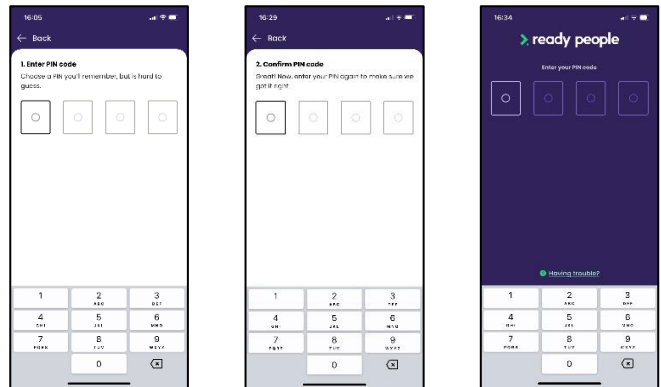 16:05
← Back
1. Enter PIN code
Choose a PIN you'll remember, but is hard to
guess.
1
2
ABC
3
DEF
4
GHI
5
JKL
6
MNO
7
PQRS
8
TUV
9
WXYZ
0
16:29
← Back
2. Confirm PIN code
Great! Now, enter your PIN again to make sure we
got it right.
1
2
ABC
3
DEF
4
GHI
5
JKL
6
MNO
7
PQRS
8
TUV
9
WXYZ
0
16:34
ready people
Enter your PIN code
Having trouble?
1
2
ABC
3
DEF
4
GHI
5
JKL
6
MNO
7
PQRS
8
TUV
9
WXYZ
0